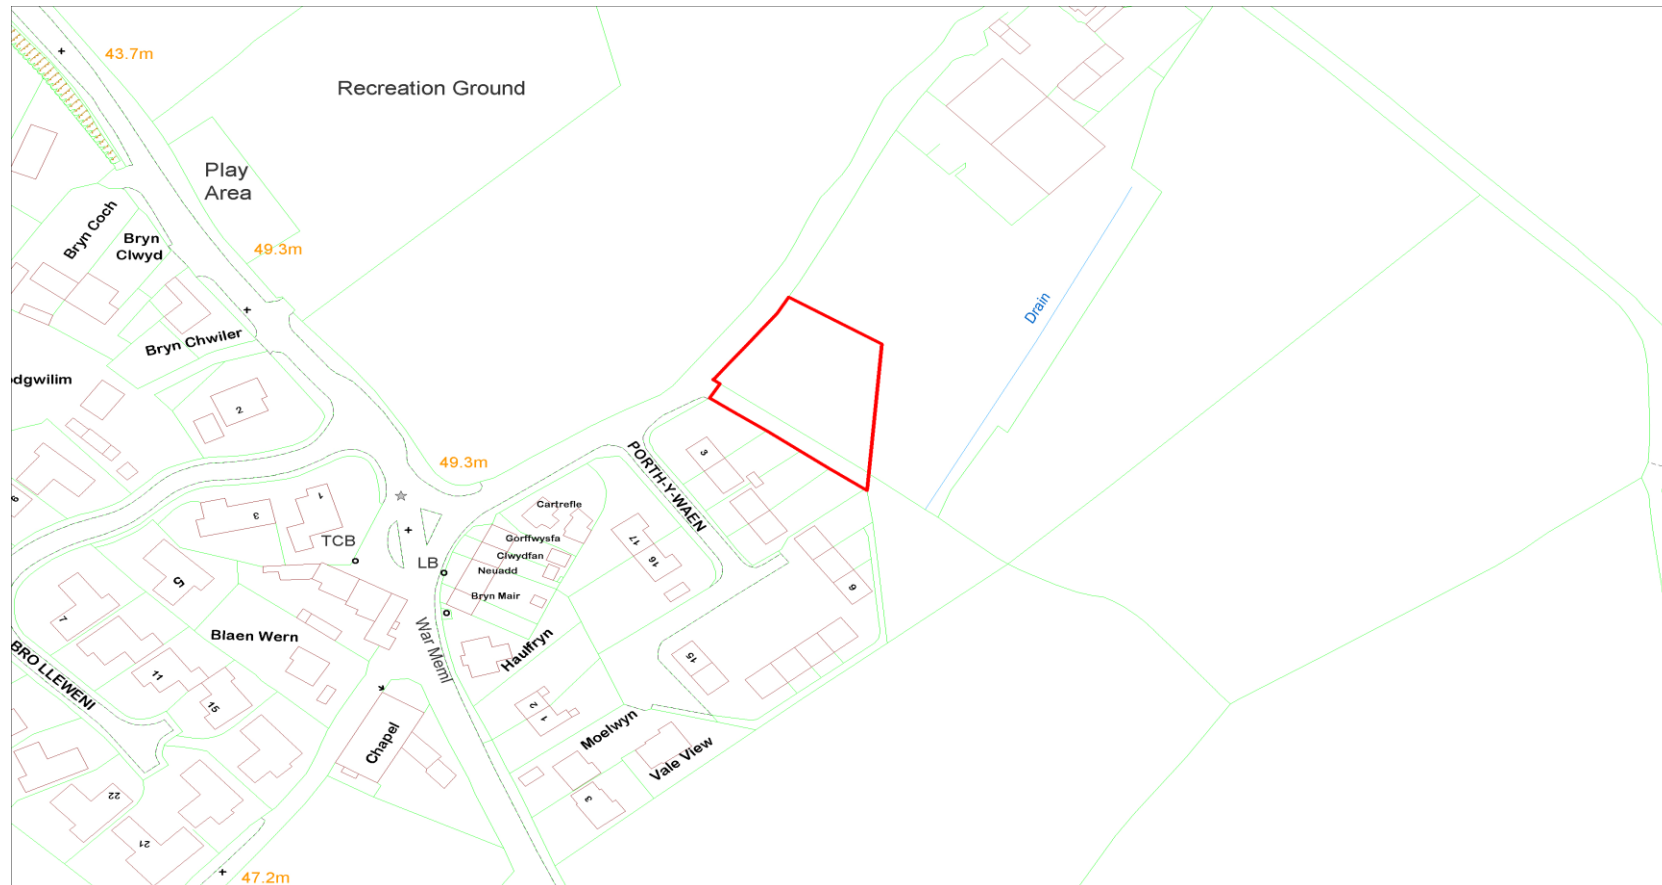 43.7m
Recreation Ground
Play
Area
Bryn Coch
Bryn
Clwyd
49.3m
Bryn Chwiler
Drain
odgwilim
2
49.3m
PORTH-Y-WAEN
3
Cartrefle
Gorffwysfa
Clwydfan
Neuadd
Bryn Mair
1
3
TCB
LB
17
16
9
5
7
Blaen Wern
War Meml
Haulfryn
15
BRO LLEWENI
11
15
2
1
Moelwyn
Vale View
Chapel
3
22
21
47.2m